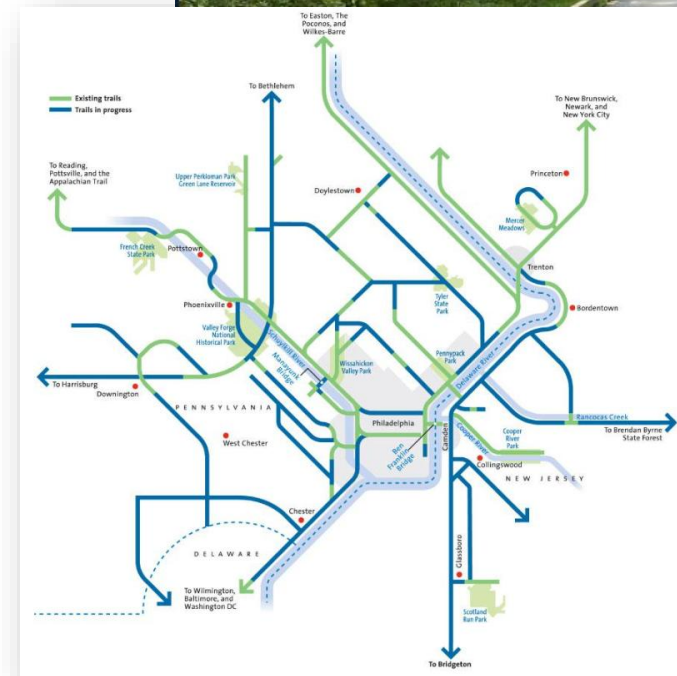 To Easton, The
Poconos, and
Wilkes-Barre
Existing trails
Trails in progress
To Bethlehem
To New Brunswick,
Newark, and
New York City
To Reading,
Pottsville, and the
Appalachian Trail
Upper Perkiomen Park
Green Lane Reservoir
Doylestown
Princeton
Mercer
Meadows
French Creek
State Park
Pottstown
Trenton
Tyler
State
Park
Phoenixville
Bordentown
Valley Forge
National
Historical Park
Schuylkill River
Manayunk
Bridge
Wissahickon
Valley Park
Pennypack
Park
Delaware River
To Harrisburg
Downington
PENNSYLVANIA
Philadelphia
Camden
Rancocas Creek
To Brendan Byrne
State Forest
West Chester
Ben
Franklin
Bridge
Cooper River
Cooper
River
Park
Collingswood
NEW JERSEY
Chester
DELAWARE
Glassboro
To Wilmington,
Baltimore, and
Washington DC
Scotland
Run Park
To Bridgeton